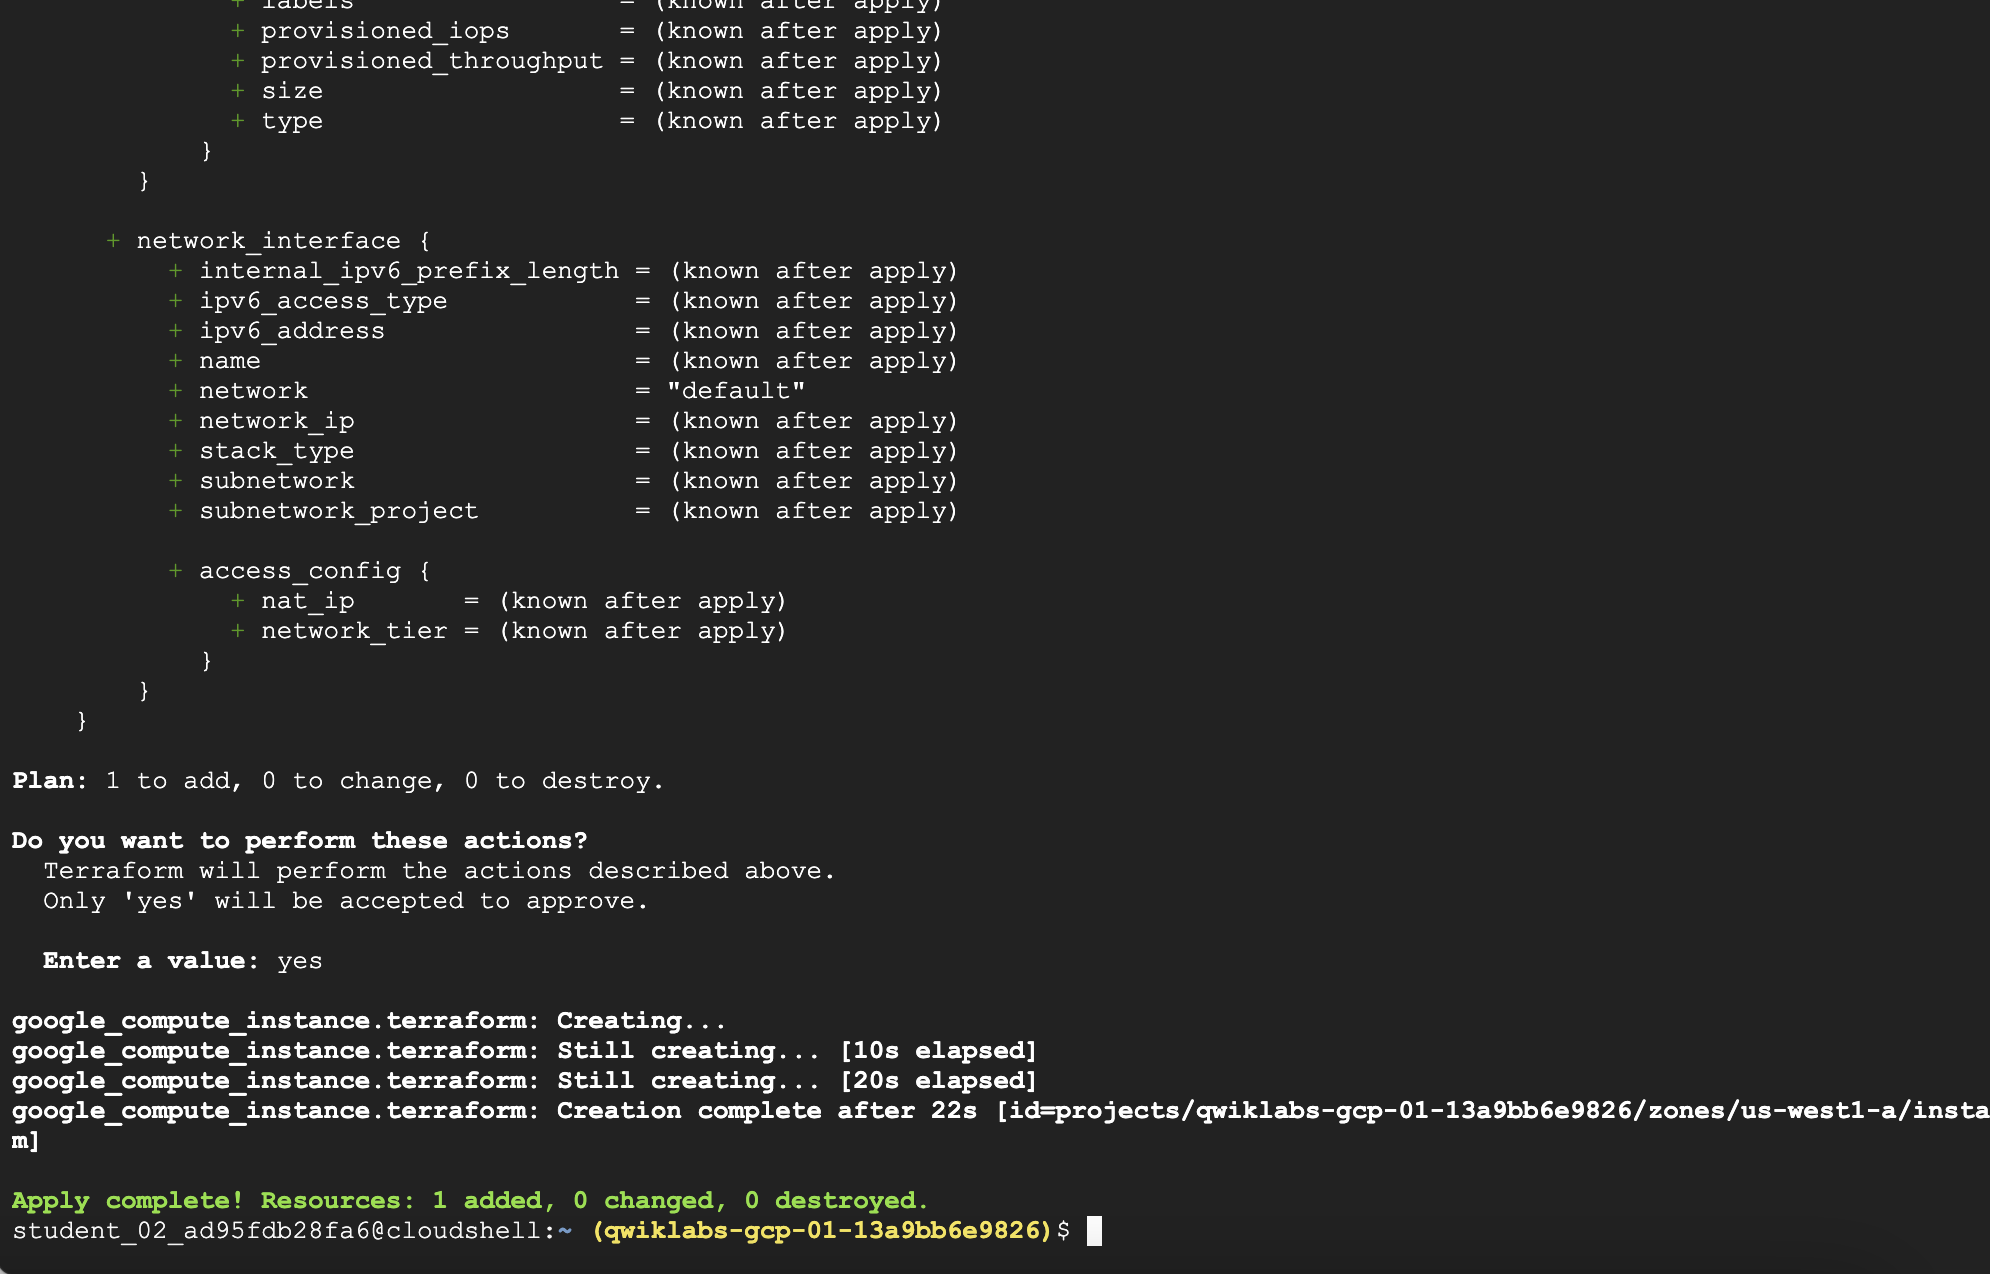 + labels = (known after apply)
+ provisioned_iops = (known after apply)
+ provisioned_throughput = (known after apply)
+ size = (known after apply)
+ type = (known after apply)
}
}
+ network_interface {
+ internal_ipv6_prefix_length = (known after apply)
+ ipv6_access_type = (known after apply)
+ ipv6_address = (known after apply)
+ name = (known after apply)
+ network = "default"
+ network_ip = (known after apply)
+ stack_type = (known after apply)
+ subnetwork = (known after apply)
+ subnetwork_project = (known after apply)
+ access_config {
+ nat_ip = (known after apply)
+ network_tier = (known after apply)
}
}
}
Plan: 1 to add, 0 to change, 0 to destroy.
Do you want to perform these actions?
Terraform will perform the actions described above.
Only 'yes' will be accepted to approve.
Enter a value: yes
google_compute_instance.terraform: Creating...
google_compute_instance.terraform: Still creating... [10s elapsed]
google_compute_instance.terraform: Still creating... [20s elapsed]
google_compute_instance.terraform: Creation complete after 22s [id=projects/qwiklabs-gcp-01-13a9bb6e9826/zones/us-west1-a/insta
m]
Apply complete! Resources: 1 added, 0 changed, 0 destroyed.
student_02_ad95fdb28fa6@cloudshell:~ (qwiklabs-gcp-01-13a9bb6e9826)$